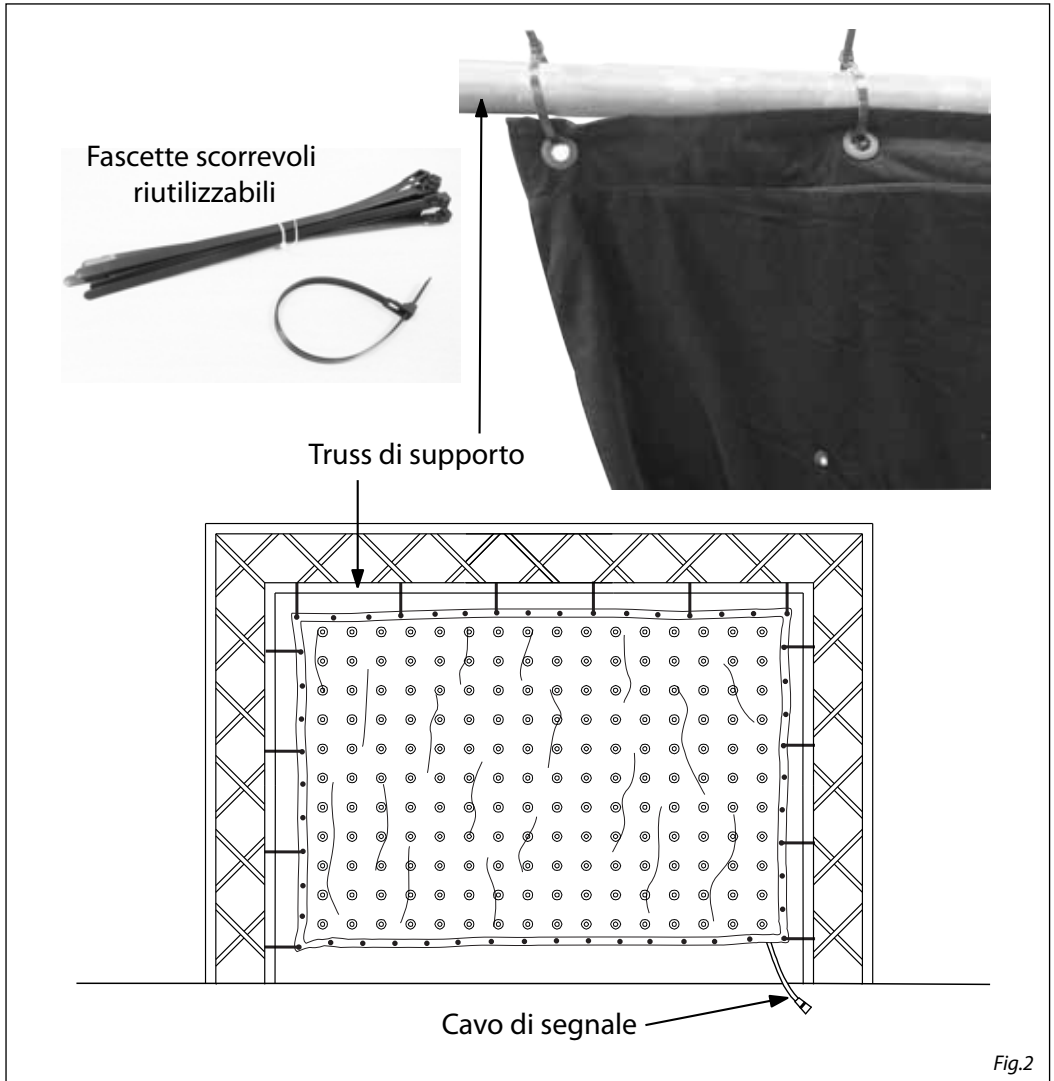 Fascette scorrevoli
riutilizzabili
Truss di supporto
Cavo di segnale
Fig.2